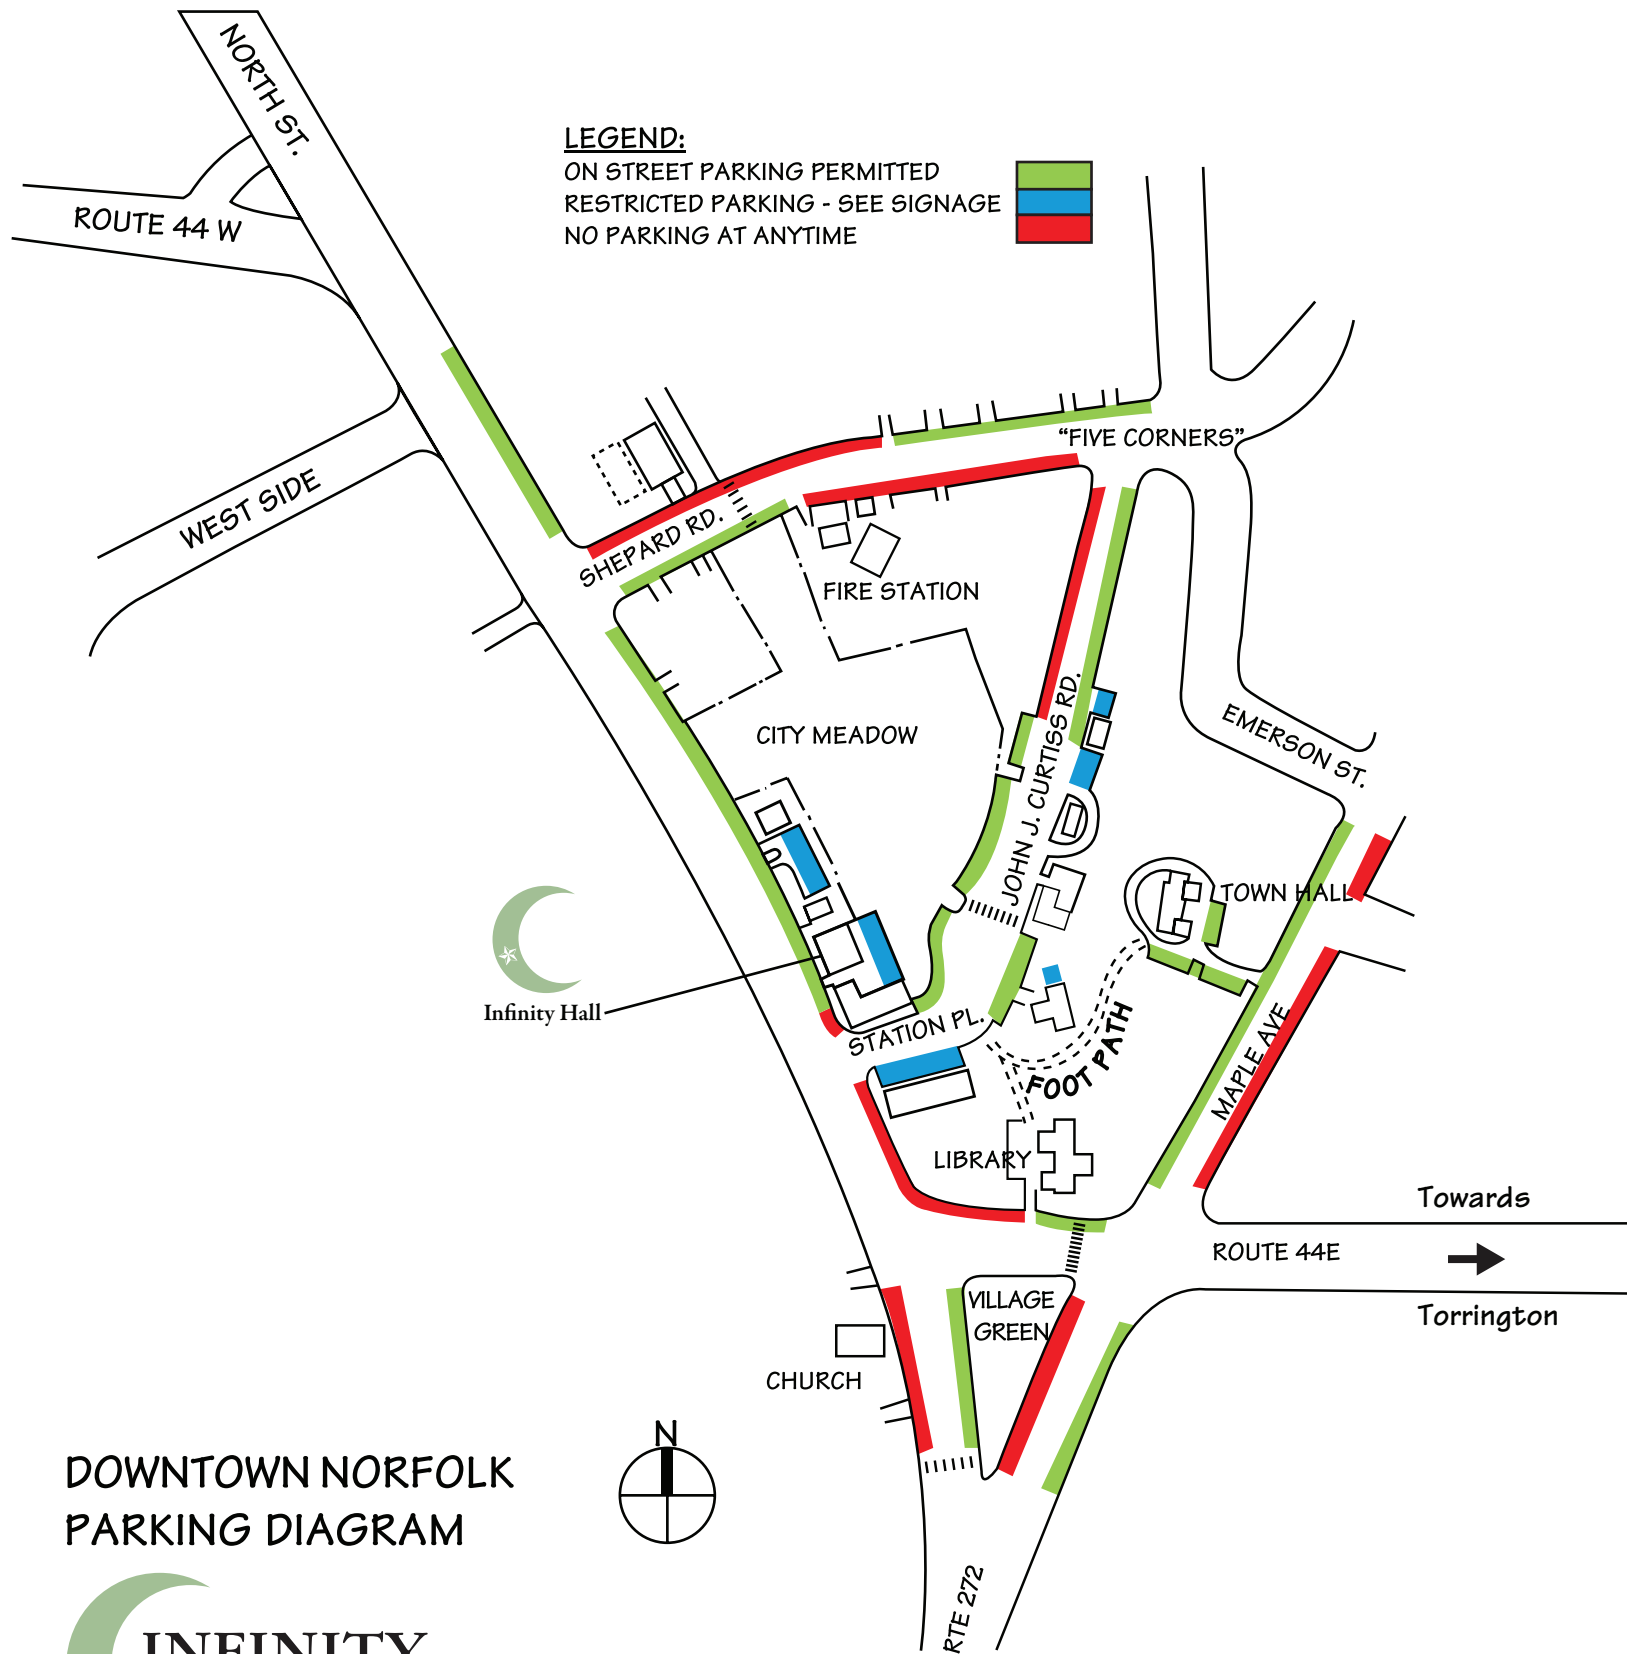 NORTH ST.
LEGEND:
ON STREET PARKING PERMITTED
RESTRICTED PARKING - SEE SIGNAGE
NO PARKING AT ANYTIME
ROUTE 44 W
"FIVE CORNERS"
WEST SIDE
SHEPARD RD.
FIRE STATION
CITY MEADOW
JOHN J. CURTISS RD.
EMERSON ST.
TOWN HALL
Infinity Hall
STATION PL.
FOOT PATH
MAPLE AVE
LIBRARY
Towards
ROUTE 44E
Torrington
VILLAGE
GREEN
CHURCH
N
DOWNTOWN NORFOLK
PARKING DIAGRAM
RTE 272
INFINITY